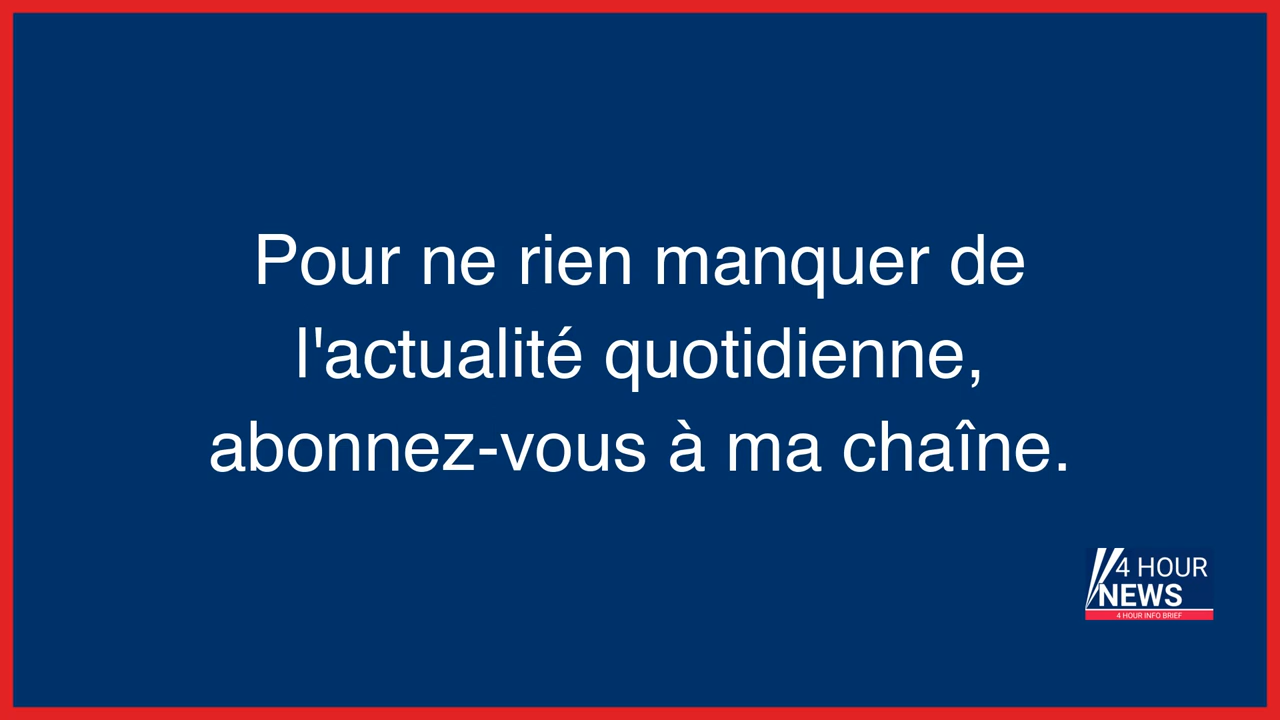 Pour ne rien manquer de
l'actualité quotidienne,
abonnez-vous à ma chaîne.
4 HOUR
NEWS
4 HOUR INFO BRIEF